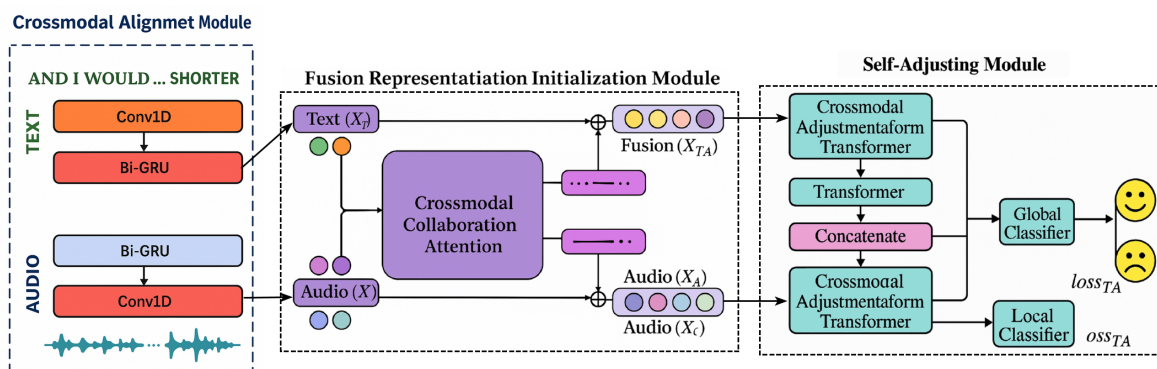 Crossmodal Alignmet Module
AND I WOULD ... SHORTER
TEXT
Conv1D
Bi-GRU
AUDIO
Bi-GRU
Conv1D
Fusion Representatiation Initialization Module
Text (X_T)
Fusion (X_TA)
Crossmodal
Collaboration
Attention
Audio (X)
Audio (X_A)
Audio (X_C)
Self-Adjusting Module
Crossmodal
Adjustmentaform
Transformer
Transformer
Concatenate
Crossmodal
Adjustmentaform
Transformer
Global
Classifier
loss_TA
Local
Classifier
oss_TA